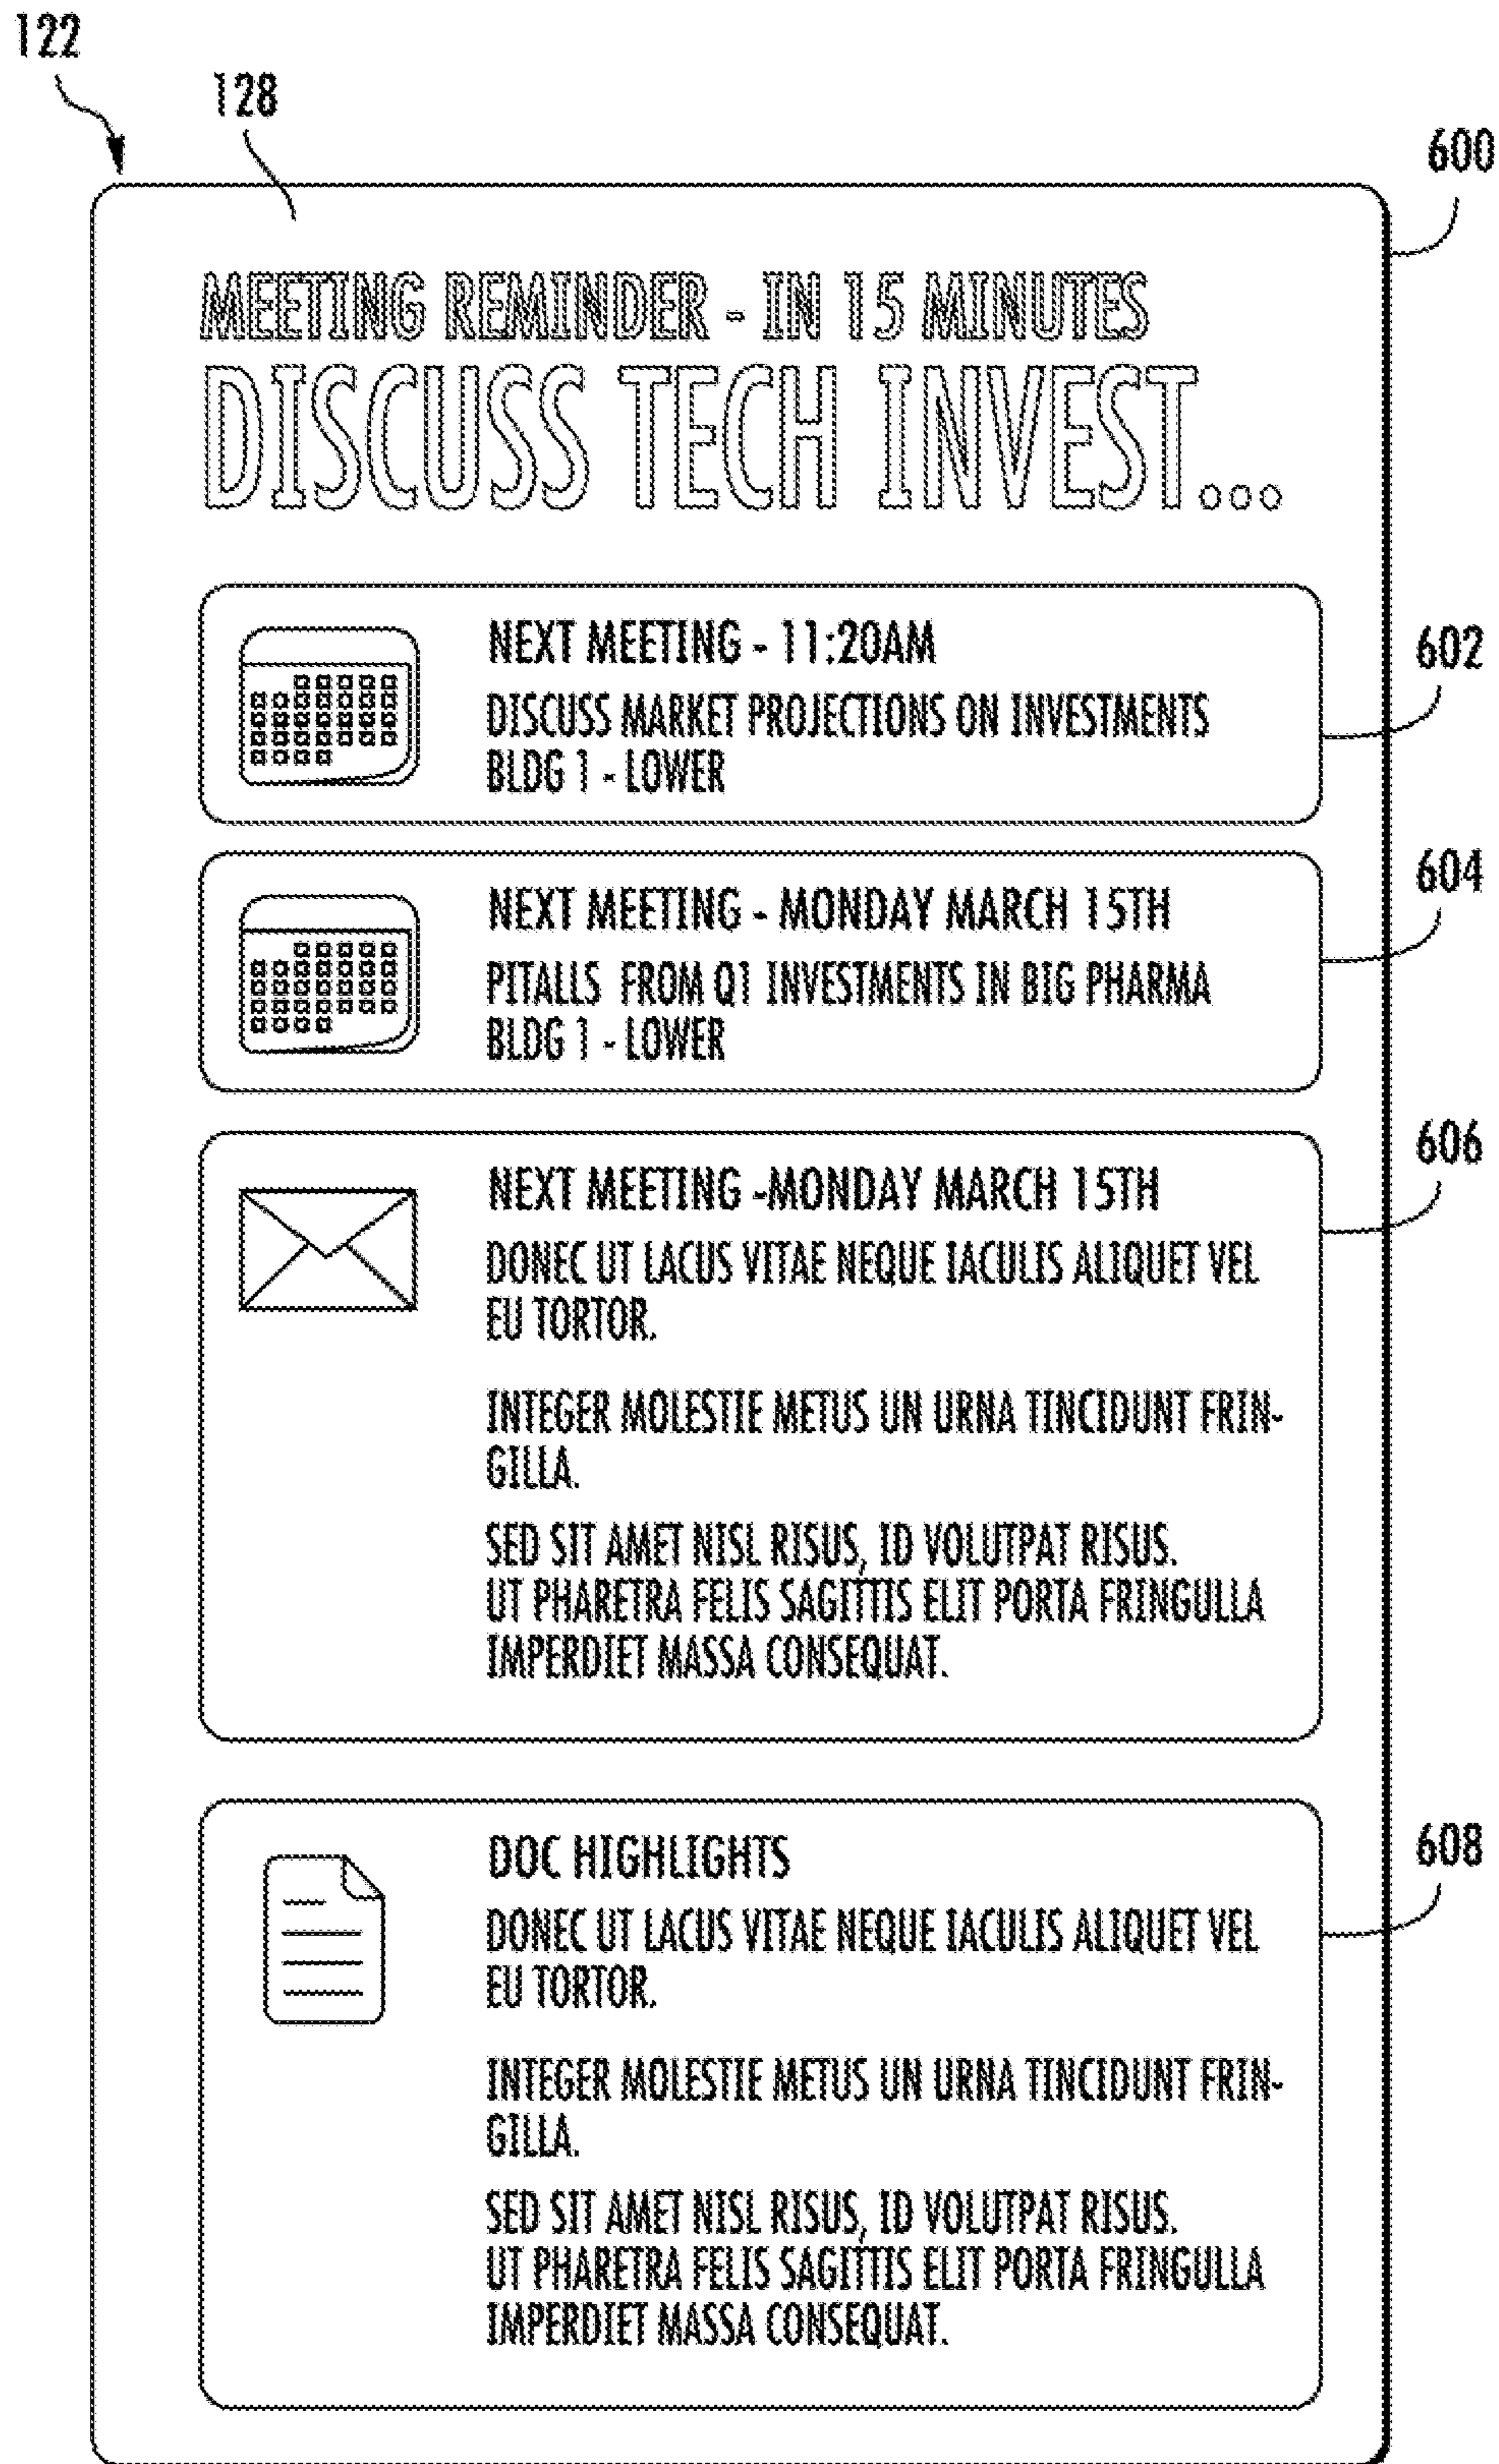 122
128
600
MEETING REMINDER - IN 15 MINUTES
DISCUSS TECH INVEST...
NEXT MEETING - 11:20AM
602
DISCUSS MARKET PROJECTIONS ON INVESTMENTS
BLDG 1 - LOWER
604
NEXT MEETING - MONDAY MARCH 15TH
PITALLS FROM Q1 INVESTMENTS IN BIG PHARMA
BLDG 1 - LOWER
606
NEXT MEETING -MONDAY MARCH 15TH
DONEC UT LACUS VITAE NEQUE IACULIS ALIQUET VEL
EU TORTOR.
INTEGER MOLESTIE METUS UN URNA TINCIDUNT FRIN-
GILLA.
SED SIT AMET NISL RISUS, ID VOLUTPAT RISUS.
UT PHARETRA FELIS SAGITTIS ELIT PORTA FRINGULLA
IMPERDIET MASSA CONSEQUAT.
608
DOC HIGHLIGHTS
DONEC UT LACUS VITAE NEQUE IACULIS ALIQUET VEL
EU TORTOR.
INTEGER MOLESTIE METUS UN URNA TINCIDUNT FRIN-
GILLA.
SED SIT AMET NISL RISUS, ID VOLUTPAT RISUS.
UT PHARETRA FELIS SAGITTIS ELIT PORTA FRINGULLA
IMPERDIET MASSA CONSEQUAT.